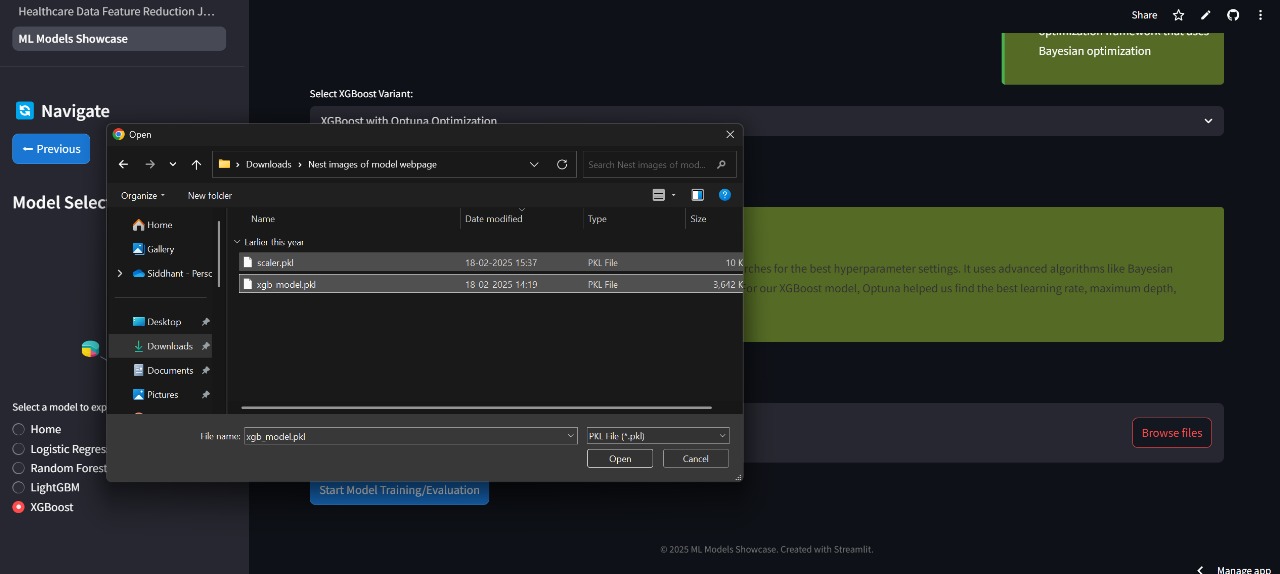 Healthcare Data Feature Reduction J...
ML Models Showcase
Share
optimization framework that uses
Bayesian optimization
Select XGBoost Variant:
XGBoost with Optuna Optimization
Navigate
← Previous
Model Selec
Open
Downloads
Nest images of model webpage
Search Nest images of mod...
Organize
New folder
Name
Date modified
Type
Size
Home
Gallery
Siddhant - Perso
Desktop
Downloads
Documents
Pictures
Earlier this year
scaler.pkl 18-02-2025 15:37 PKL File 10 K
xgb_model.pkl 18-02-2025 14:19 PKL File 3,642 K
rches for the best hyperparameter settings. It uses advanced algorithms like Bayesian
or our XGBoost model, Optuna helped us find the best learning rate, maximum depth,
File name: xgb_model.pkl
PKL File (*.pkl)
Open
Cancel
Browse files
Select a model to exp
Home
Logistic Regres
Random Forest
LightGBM
XGBoost
Start Model Training/Evaluation
© 2025 ML Models Showcase. Created with Streamlit.
Manage app